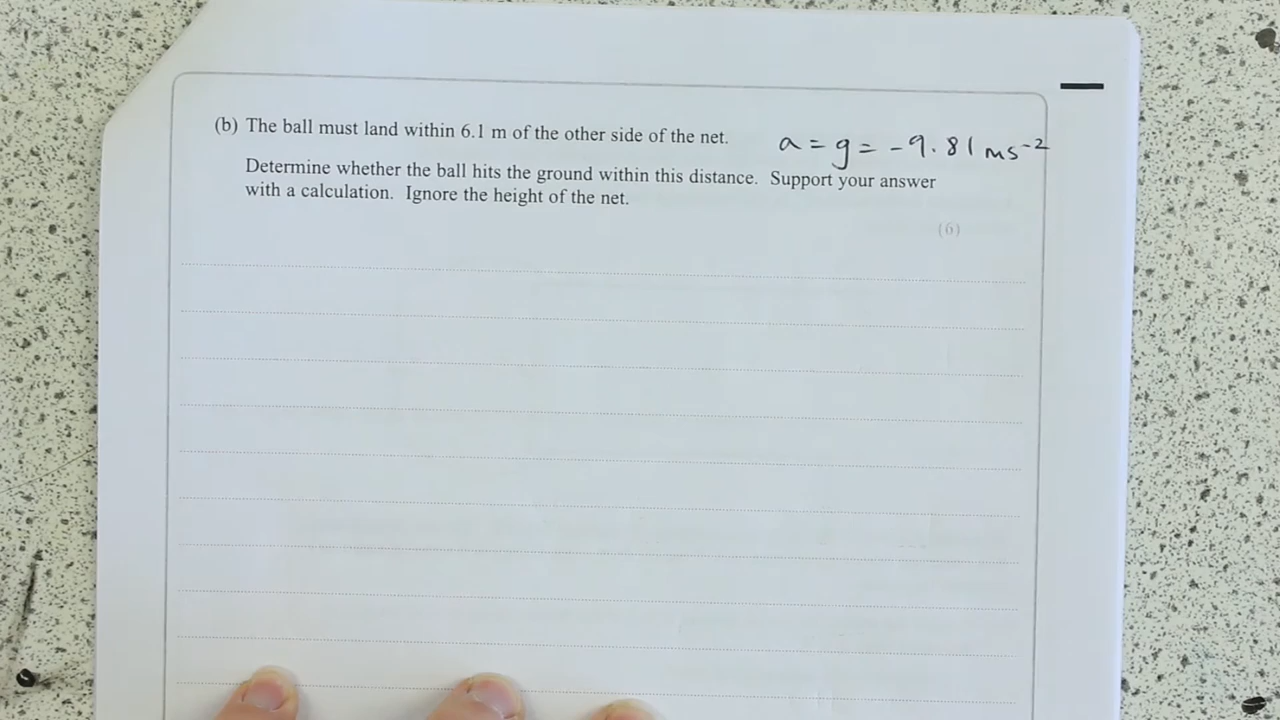 (b) The ball must land within 6.1 m of the other side of the net.
a = g = -9.81 ms⁻²
Determine whether the ball hits the ground within this distance. Support your answer
with a calculation. Ignore the height of the net.
(6)